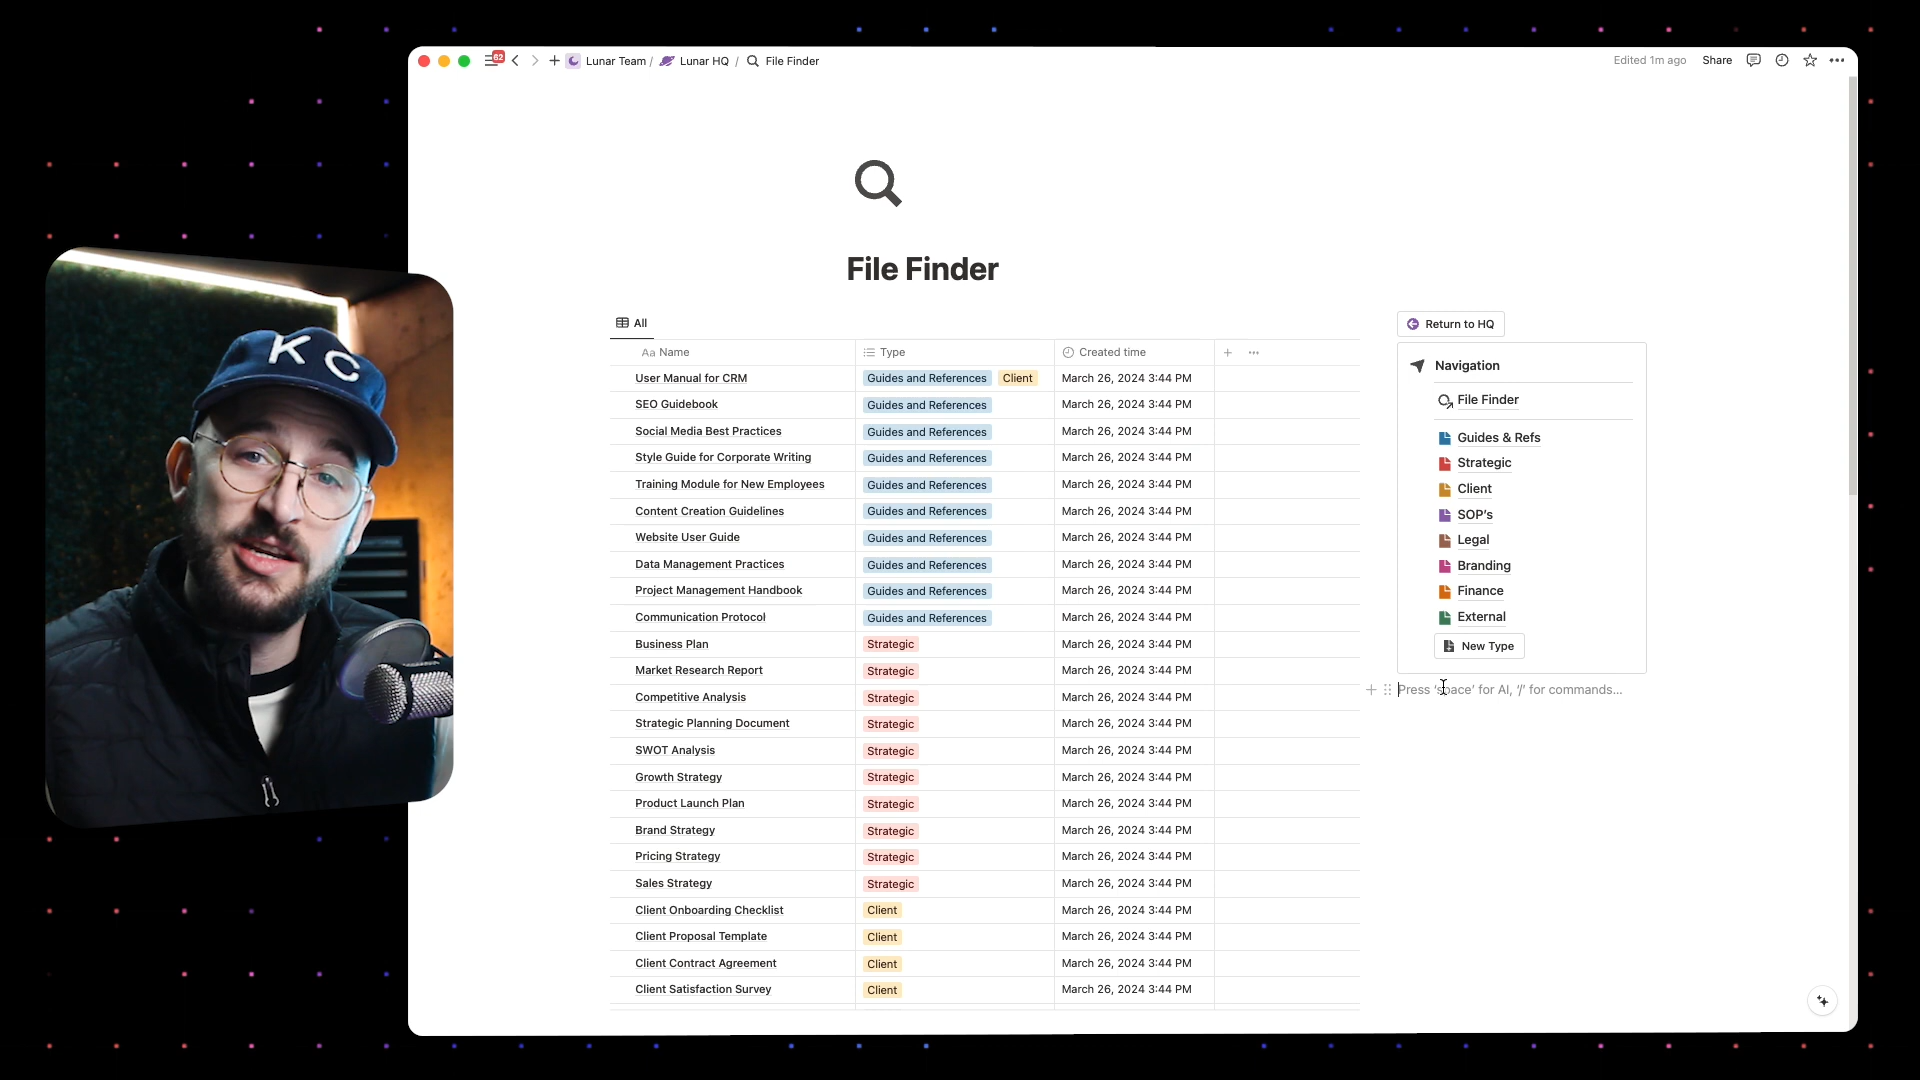 62
Lunar Team / Lunar HQ / File Finder
Edited 1m ago Share
KC
File Finder
All
Aa Name Type Created time
User Manual for CRM Guides and References Client March 26, 2024 3:44 PM
SEO Guidebook Guides and References March 26, 2024 3:44 PM
Social Media Best Practices Guides and References March 26, 2024 3:44 PM
Style Guide for Corporate Writing Guides and References March 26, 2024 3:44 PM
Training Module for New Employees Guides and References March 26, 2024 3:44 PM
Content Creation Guidelines Guides and References March 26, 2024 3:44 PM
Website User Guide Guides and References March 26, 2024 3:44 PM
Data Management Practices Guides and References March 26, 2024 3:44 PM
Project Management Handbook Guides and References March 26, 2024 3:44 PM
Communication Protocol Guides and References March 26, 2024 3:44 PM
Business Plan Strategic March 26, 2024 3:44 PM
Market Research Report Strategic March 26, 2024 3:44 PM
Competitive Analysis Strategic March 26, 2024 3:44 PM
Strategic Planning Document Strategic March 26, 2024 3:44 PM
SWOT Analysis Strategic March 26, 2024 3:44 PM
Growth Strategy Strategic March 26, 2024 3:44 PM
Product Launch Plan Strategic March 26, 2024 3:44 PM
Brand Strategy Strategic March 26, 2024 3:44 PM
Pricing Strategy Strategic March 26, 2024 3:44 PM
Sales Strategy Strategic March 26, 2024 3:44 PM
Client Onboarding Checklist Client March 26, 2024 3:44 PM
Client Proposal Template Client March 26, 2024 3:44 PM
Client Contract Agreement Client March 26, 2024 3:44 PM
Client Satisfaction Survey Client March 26, 2024 3:44 PM
Return to HQ
Navigation
File Finder
Guides & Refs
Strategic
Client
SOP's
Legal
Branding
Finance
External
New Type
Press 'space' for AI, '/' for commands…